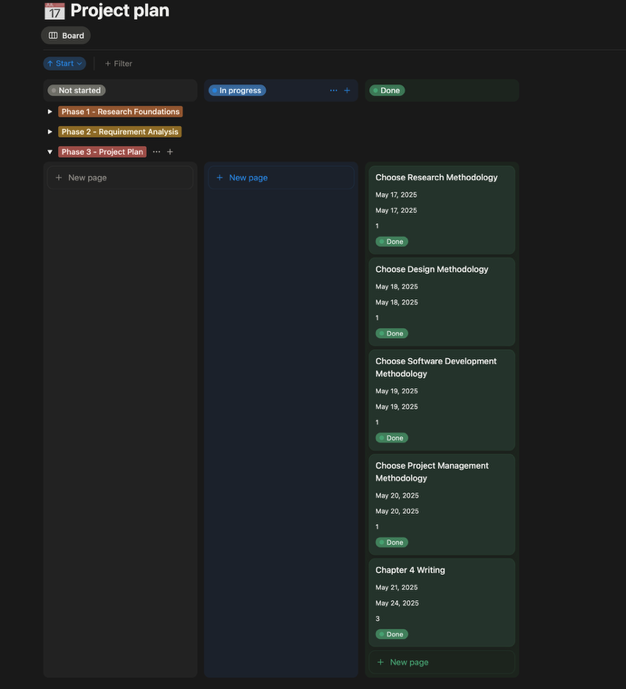 17
Project plan
Board
Start
Filter
Not started
In progress
Done
Phase 1 - Research Foundations
Phase 2 - Requirement Analysis
Phase 3 - Project Plan
New page
New page
Choose Research Methodology
May 17, 2025
May 17, 2025
1
Done
Choose Design Methodology
May 18, 2025
May 18, 2025
1
Done
Choose Software Development
Methodology
May 19, 2025
May 19, 2025
1
Done
Choose Project Management
Methodology
May 20, 2025
May 20, 2025
1
Done
Chapter 4 Writing
May 21, 2025
May 24, 2025
3
Done
New page